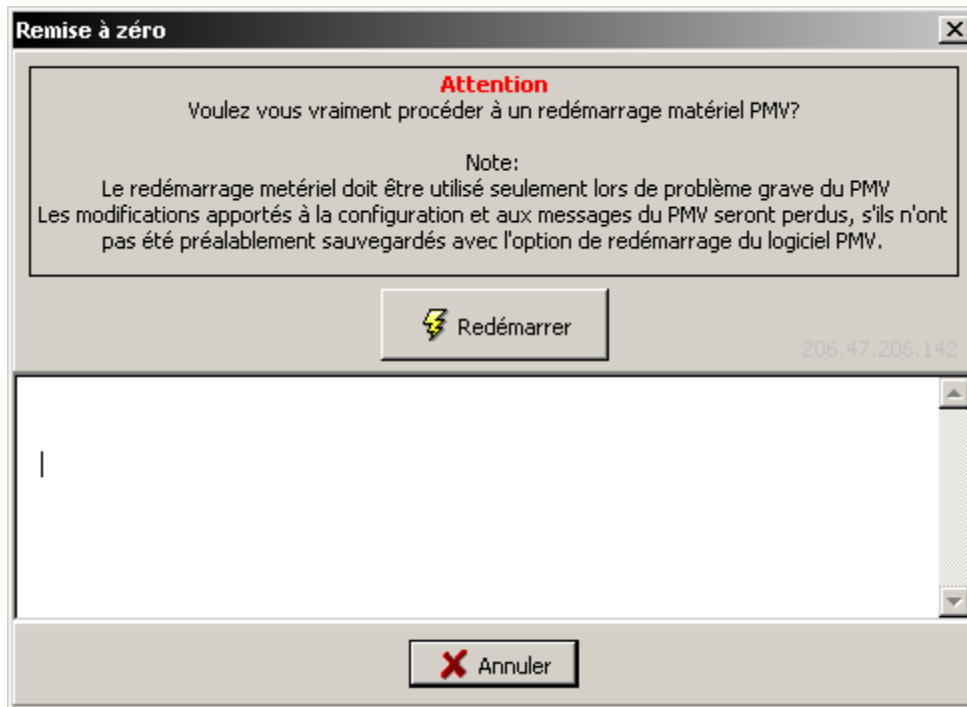 Remise à zéro
Attention
Voulez vous vraiment procéder à un redémarrage matériel PMV?
Note:
Le redémarrage metériel doit être utilisé seulement lors de problème grave du PMV
Les modifications apportés à la configuration et aux messages du PMV seront perdus, s'ils n'ont
pas été préalablement sauvegardés avec l'option de redémarrage du logiciel PMV.
Redémarrer
206.47.206.142
Annuler